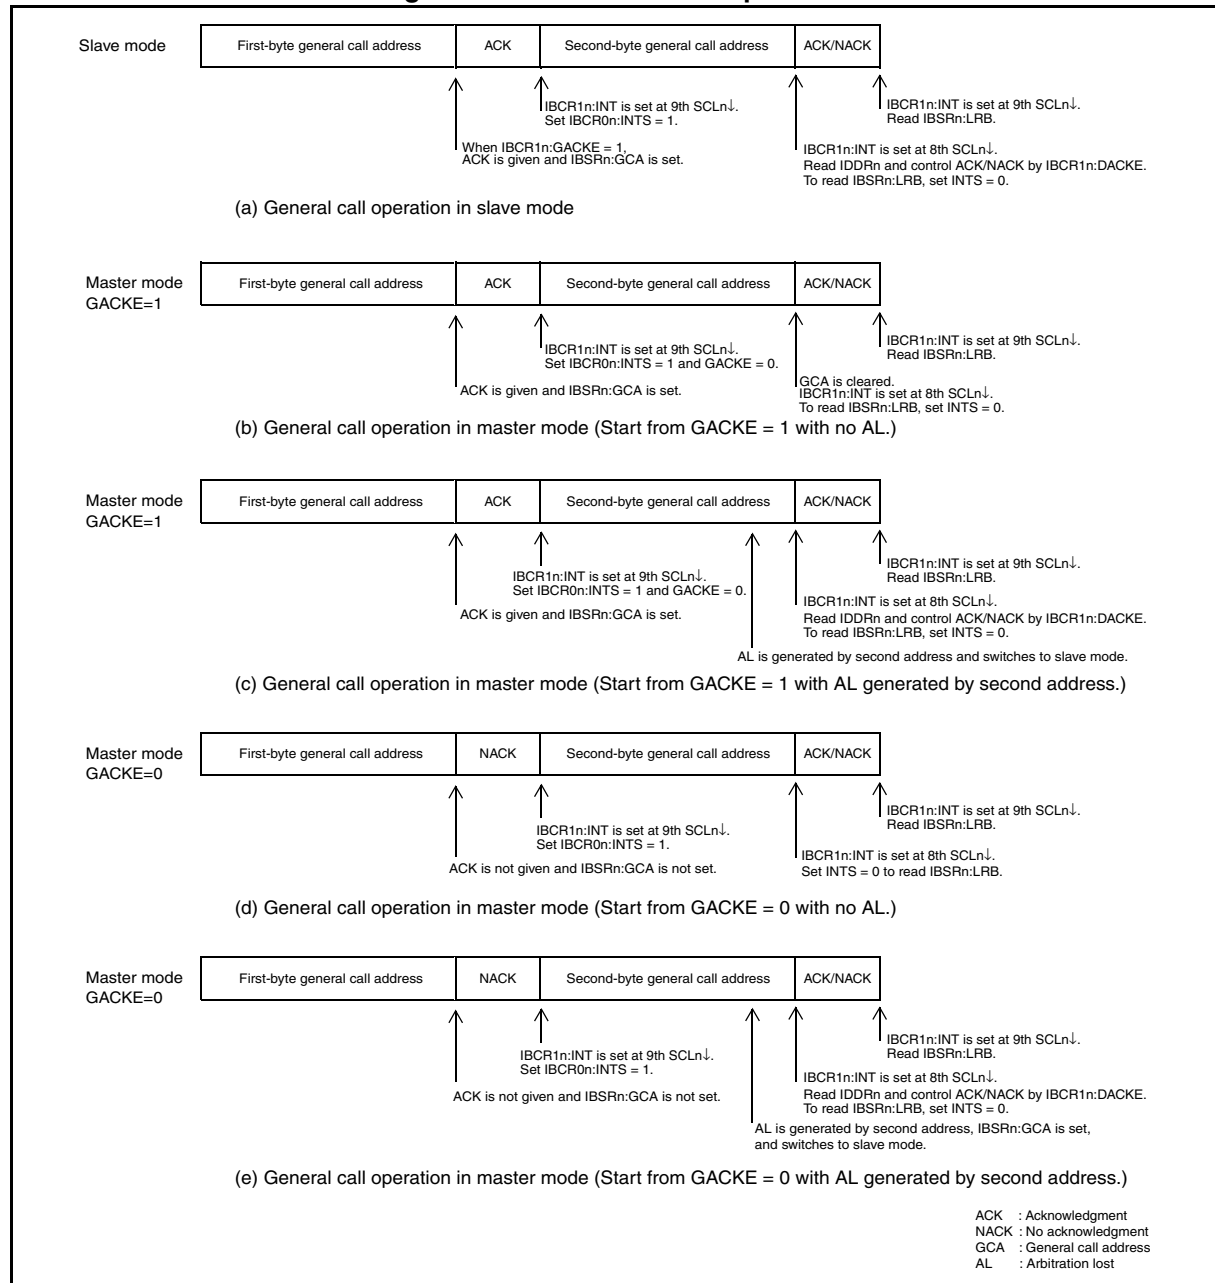 Slave mode
First-byte general call address ACK Second-byte general call address ACK/NACK
IBCR1n:INT is set at 9th SCLn↓.
Set IBCR0n:INTS = 1.
IBCR1n:INT is set at 9th SCLn↓.
Read IBSRn:LRB.
When IBCR1n:GACKE = 1,
ACK is given and IBSRn:GCA is set.
IBCR1n:INT is set at 8th SCLn↓.
Read IDDRn and control ACK/NACK by IBCR1n:DACKE.
To read IBSRn:LRB, set INTS = 0.
(a) General call operation in slave mode
Master mode
GACKE=1
First-byte general call address ACK Second-byte general call address ACK/NACK
IBCR1n:INT is set at 9th SCLn↓.
Set IBCR0n:INTS = 1 and GACKE = 0.
IBCR1n:INT is set at 9th SCLn↓.
Read IBSRn:LRB.
ACK is given and IBSRn:GCA is set.
GCA is cleared.
IBCR1n:INT is set at 8th SCLn↓.
To read IBSRn:LRB, set INTS = 0.
(b) General call operation in master mode (Start from GACKE = 1 with no AL.)
Master mode
GACKE=1
First-byte general call address ACK Second-byte general call address ACK/NACK
IBCR1n:INT is set at 9th SCLn↓.
Set IBCR0n:INTS = 1 and GACKE = 0.
IBCR1n:INT is set at 9th SCLn↓.
Read IBSRn:LRB.
ACK is given and IBSRn:GCA is set.
IBCR1n:INT is set at 8th SCLn↓.
Read IDDRn and control ACK/NACK by IBCR1n:DACKE.
To read IBSRn:LRB, set INTS = 0.
AL is generated by second address and switches to slave mode.
(c) General call operation in master mode (Start from GACKE = 1 with AL generated by second address.)
Master mode
GACKE=0
First-byte general call address NACK Second-byte general call address ACK/NACK
IBCR1n:INT is set at 9th SCLn↓.
Set IBCR0n:INTS = 1.
IBCR1n:INT is set at 9th SCLn↓.
Read IBSRn:LRB.
ACK is not given and IBSRn:GCA is not set.
IBCR1n:INT is set at 8th SCLn↓.
Set INTS = 0 to read IBSRn:LRB.
(d) General call operation in master mode (Start from GACKE = 0 with no AL.)
Master mode
GACKE=0
First-byte general call address NACK Second-byte general call address ACK/NACK
IBCR1n:INT is set at 9th SCLn↓.
Set IBCR0n:INTS = 1.
IBCR1n:INT is set at 9th SCLn↓.
Read IBSRn:LRB.
ACK is not given and IBSRn:GCA is not set.
IBCR1n:INT is set at 8th SCLn↓.
Read IDDRn and control ACK/NACK by IBCR1n:DACKE.
To read IBSRn:LRB, set INTS = 0.
AL is generated by second address, IBSRn:GCA is set,
and switches to slave mode.
(e) General call operation in master mode (Start from GACKE = 0 with AL generated by second address.)
ACK : Acknowledgment
NACK : No acknowledgment
GCA : General call address
AL : Arbitration lost